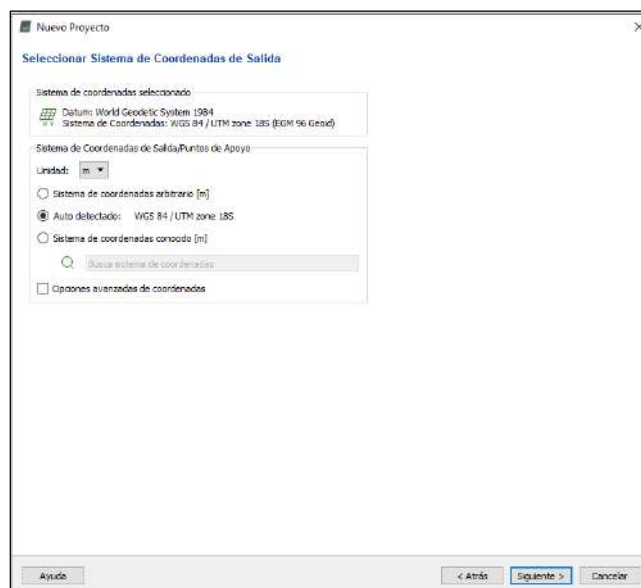 Nuevo Proyecto
Seleccionar Sistema de Coordenadas de Salida
Sistema de coordenadas seleccionado
Datum: World Geodetic System 1984
Sistema de Coordenadas: WGS 84 / UTM zone 18S (EGM 96 Geoid)
Sistema de Coordenadas de Salida/Puntos de Apoyo
Unidad: m
Sistema de coordenadas arbitrario [m]
Auto detectado: WGS 84 / UTM zone 18S
Sistema de coordenadas conocido [m]
Busca sistema de coordenadas
Opciones avanzadas de coordenadas
Ayuda < Atrás Siguiente > Cancelar